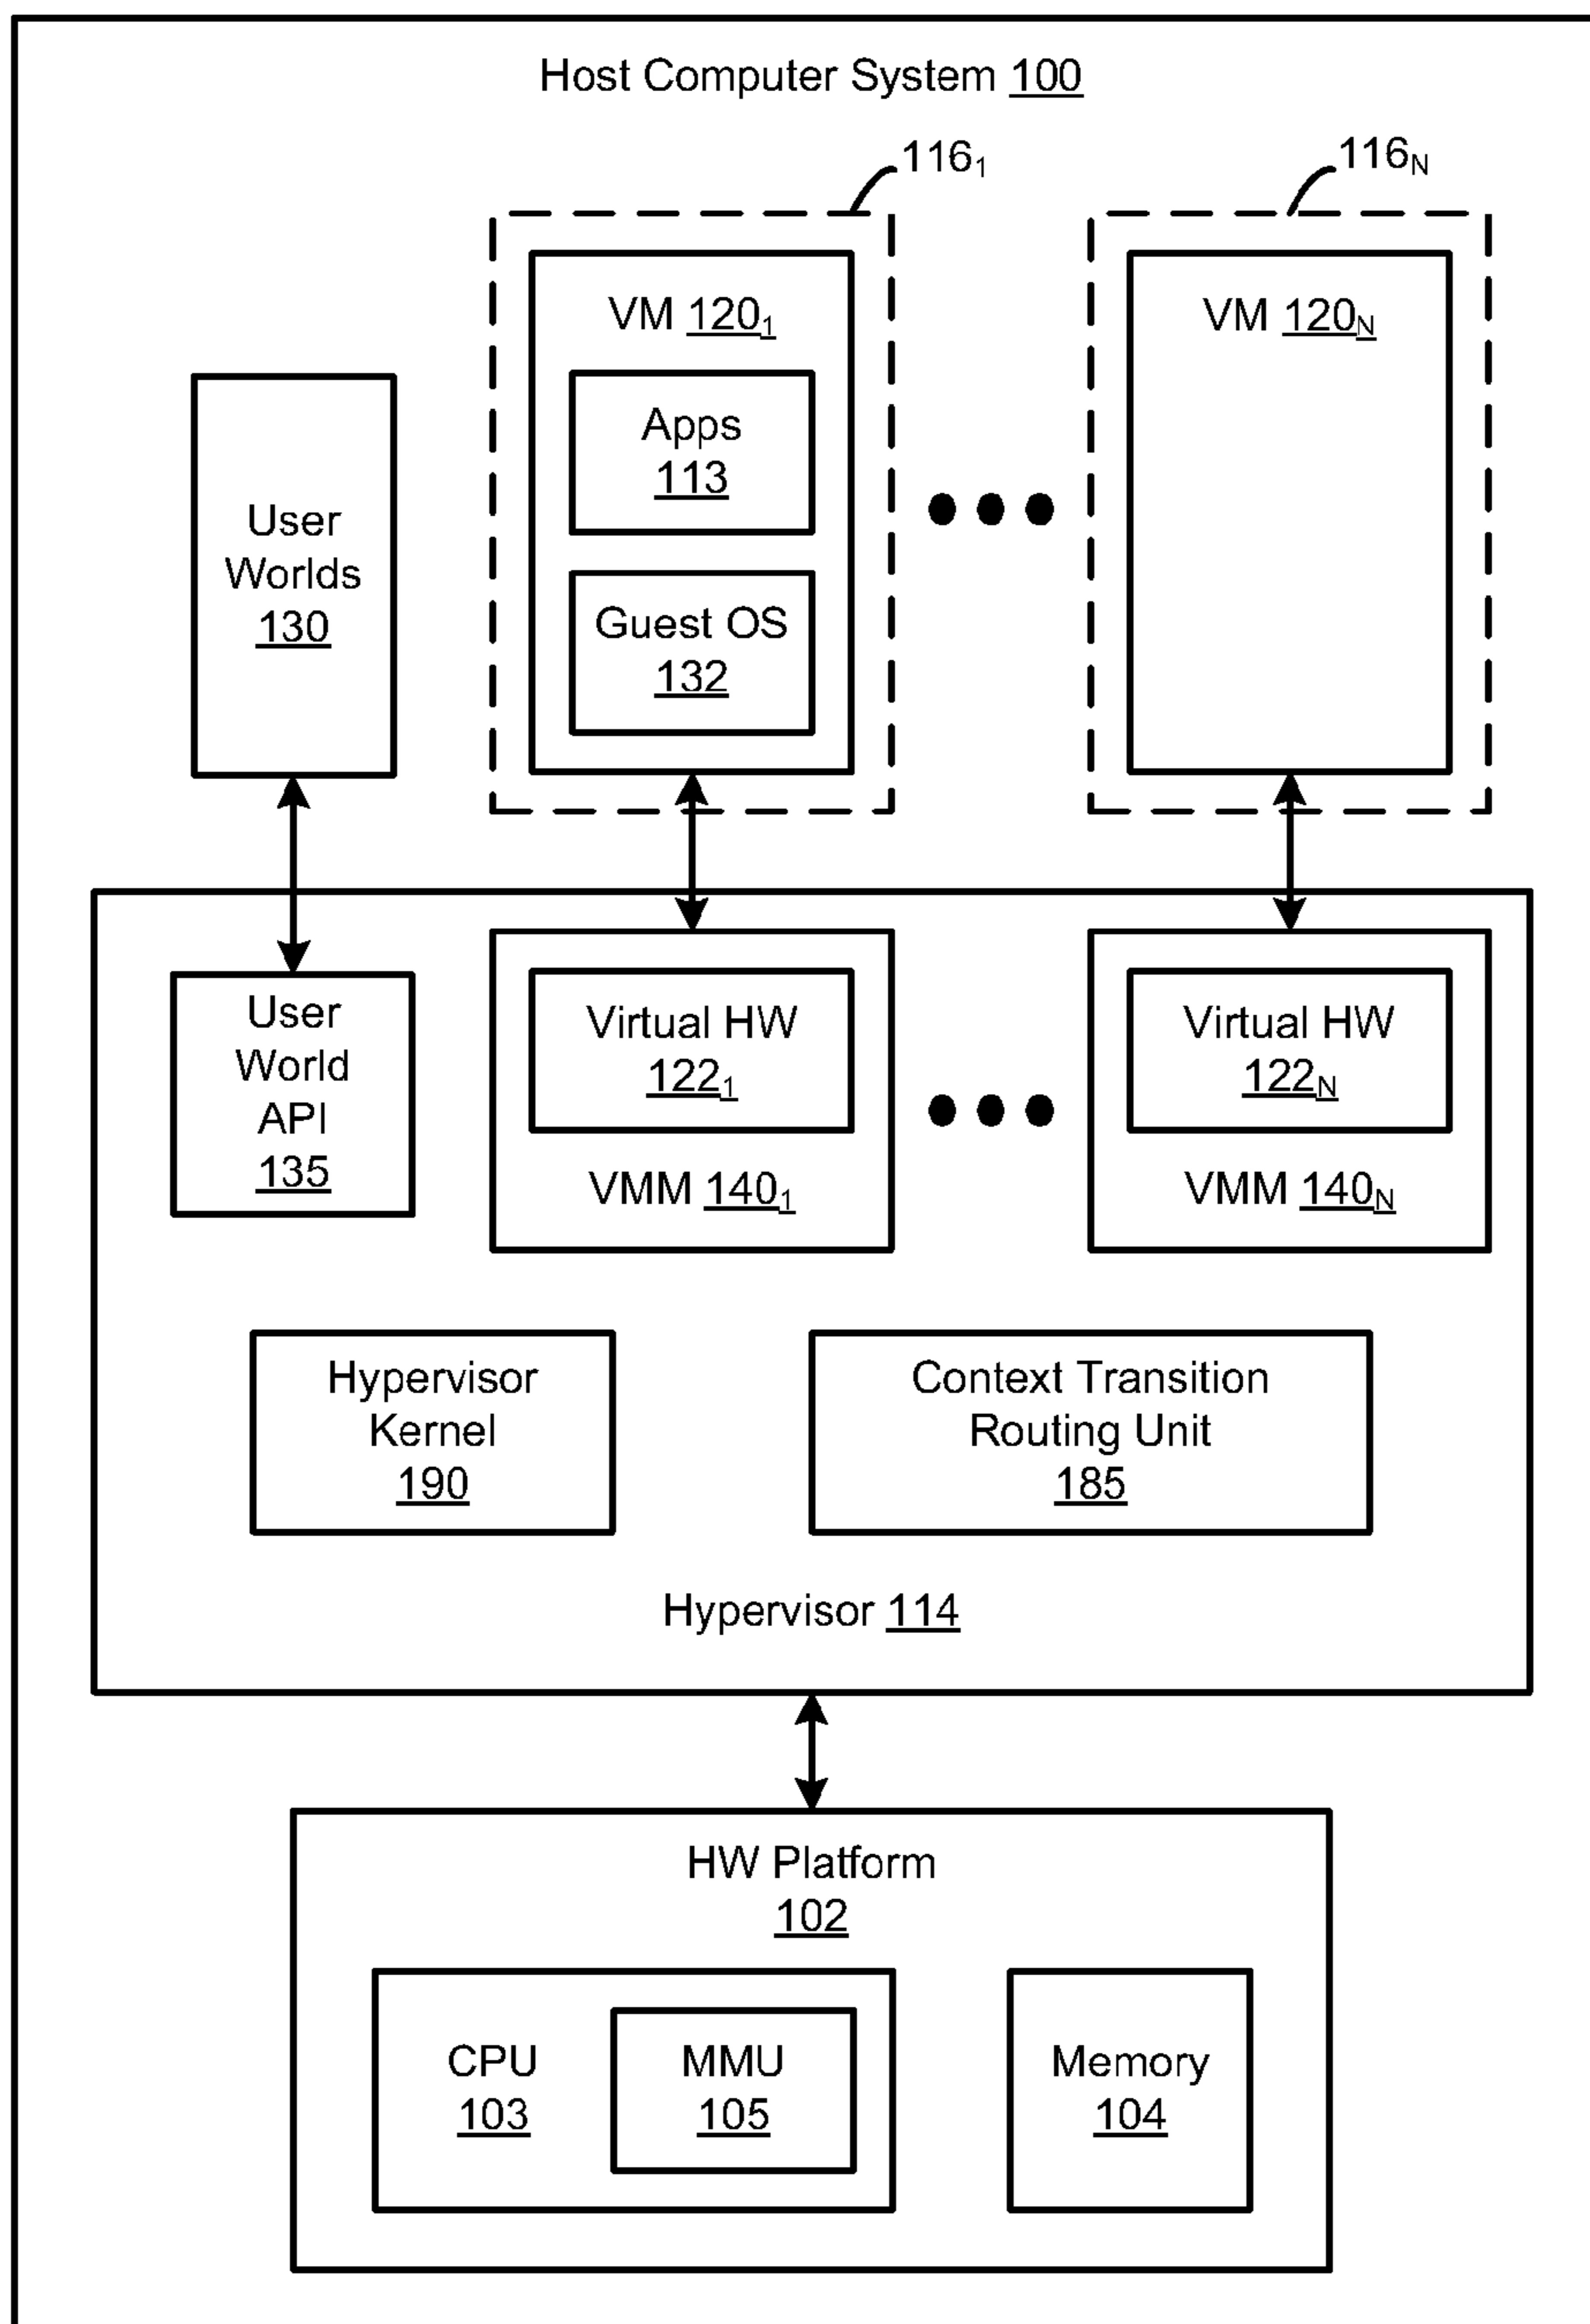 Host Computer System 100
116₁
116N
VM 120₁
VM 120N
Apps
113
User
Worlds
130
Guest OS
132
User
World
API
135
Virtual HW
122₁
VMM 140₁
Virtual HW
122N
VMM 140N
Hypervisor
Kernel
190
Context Transition
Routing Unit
185
Hypervisor 114
HW Platform
102
CPU
103
MMU
105
Memory
104